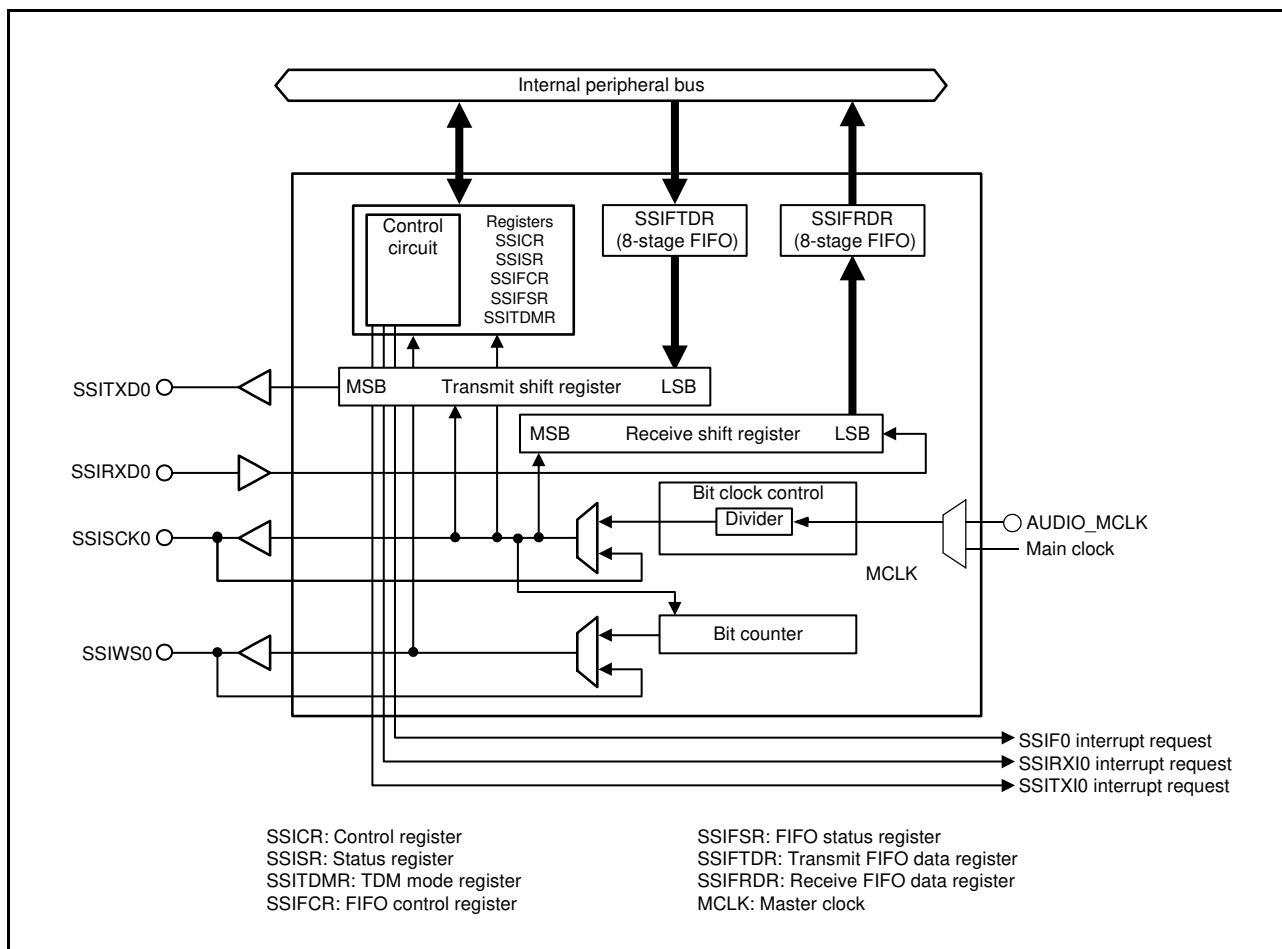 Internal peripheral bus
Control
circuit
Registers
SSICR
SSISR
SSIFCR
SSIFSR
SSITDMR
SSIFTDR
(8-stage FIFO)
SSIFRDR
(8-stage FIFO)
SSITXD0
MSB Transmit shift register LSB
MSB Receive shift register LSB
SSIRXD0
Bit clock control
Divider
SSISCK0
AUDIO_MCLK
Main clock
MCLK
Bit counter
SSIWS0
SSIF0 interrupt request
SSIRXI0 interrupt request
SSITXI0 interrupt request
SSICR: Control register
SSISR: Status register
SSITDMR: TDM mode register
SSIFCR: FIFO control register
SSIFSR: FIFO status register
SSIFTDR: Transmit FIFO data register
SSIFRDR: Receive FIFO data register
MCLK: Master clock